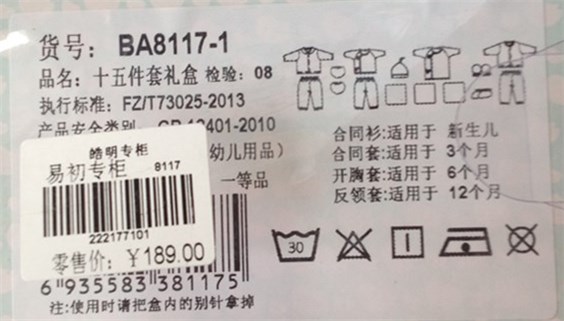 货号：BA8117-1
品名：十五件套礼盒 检验：08
执行标准：FZ/T73025-2013
产品安全类别 401-2010
幼儿用品）
一等品
皓明专柜
易初专柜 8117
222177101
零售价：￥189.00
6 935583 381175
注:使用时请把盒内的别针拿掉
合同衫:适用于 新生儿
合同套:适用于 3个月
开胸套:适用于 6个月
反领套:适用于 12个月
30